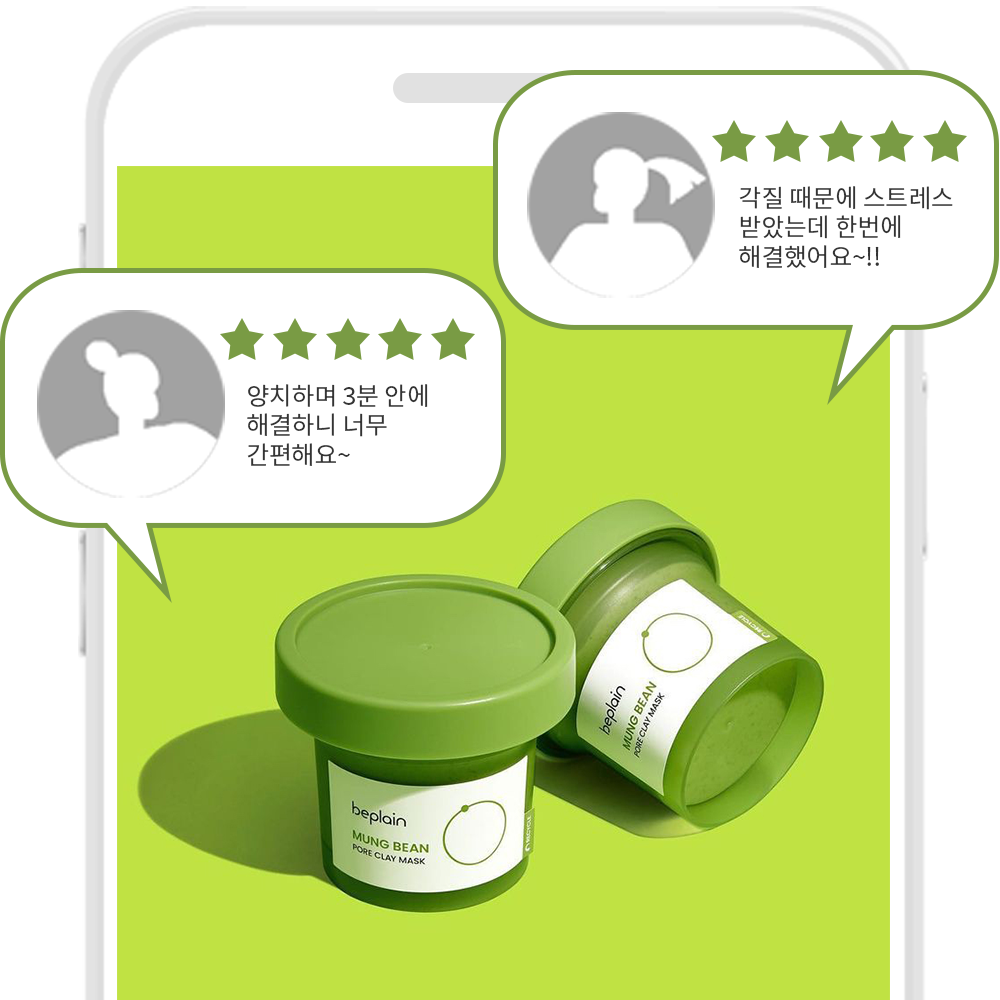 각질 때문에 스트레스
받았는데 한번에
해결했어요~!!
양치하며 3분 안에
해결하니 너무
간편해요~
beplain
MUNG BEAN
PORE CLAY MASK
RECYCLE
beplain
MUNG BEAN
PORE CLAY MASK
RECYCLE